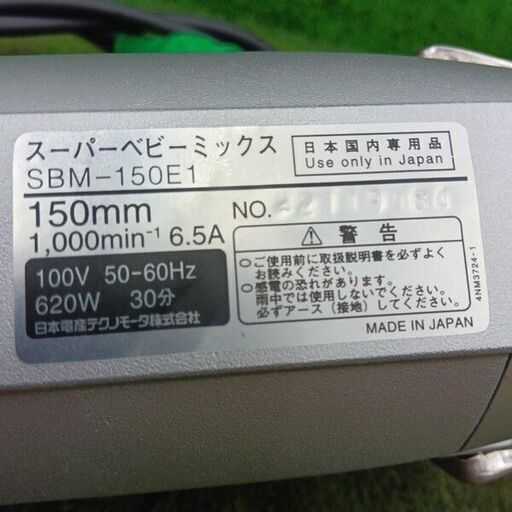 スーパーベビーミックス
SBM-150E1
日本国内専用品
Use only in Japan
150mm
NO.
1,000min⁻¹ 6.5A
100V 50-60Hz
620W 30分
日本電産テクノモータ株式会社
⚠ 警告
●ご使用前に取扱説明書を必ずよく
お読みください。
●感電の恐れがあります。
雨中では使用しないでください。
必ずアース（接地）してください。
MADE IN JAPAN
4NM3724-1